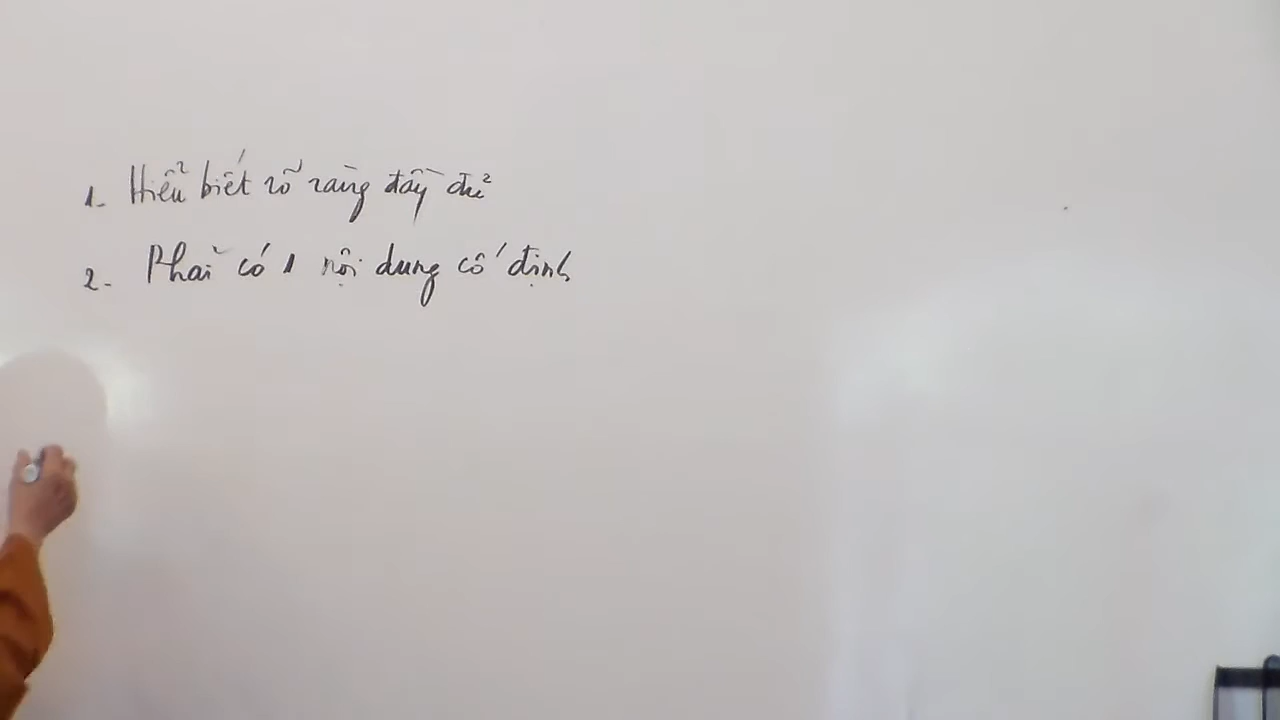 1. Hiểu biết rõ ràng đầy đủ
2. Phải có 1 nội dung cố định